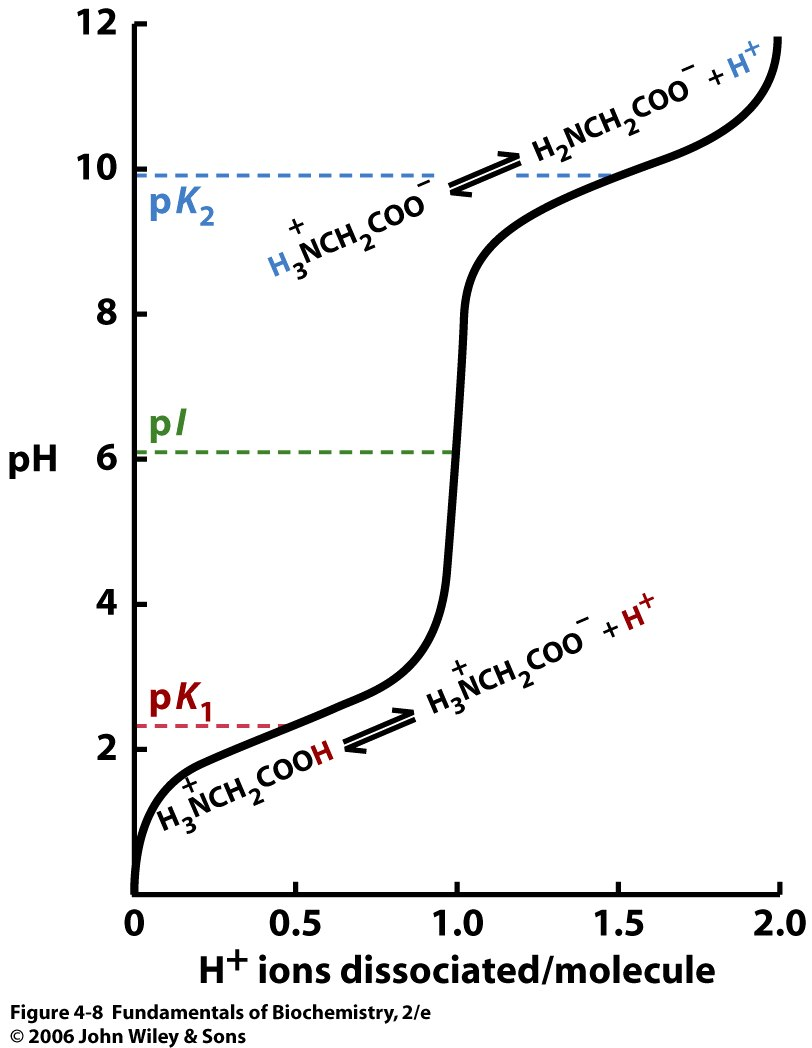 12
H₂NCH₂COO⁻ + H⁺
10
pK₂
H₃N⁺CH₂COO⁻
8
pI
pH
6
4
H₃N⁺CH₂COO⁻ + H⁺
pK₁
2
H₃N⁺CH₂COOH
0 0.5 1.0 1.5 2.0
H⁺ ions dissociated/molecule
Figure 4-8 Fundamentals of Biochemistry, 2/e
© 2006 John Wiley & Sons